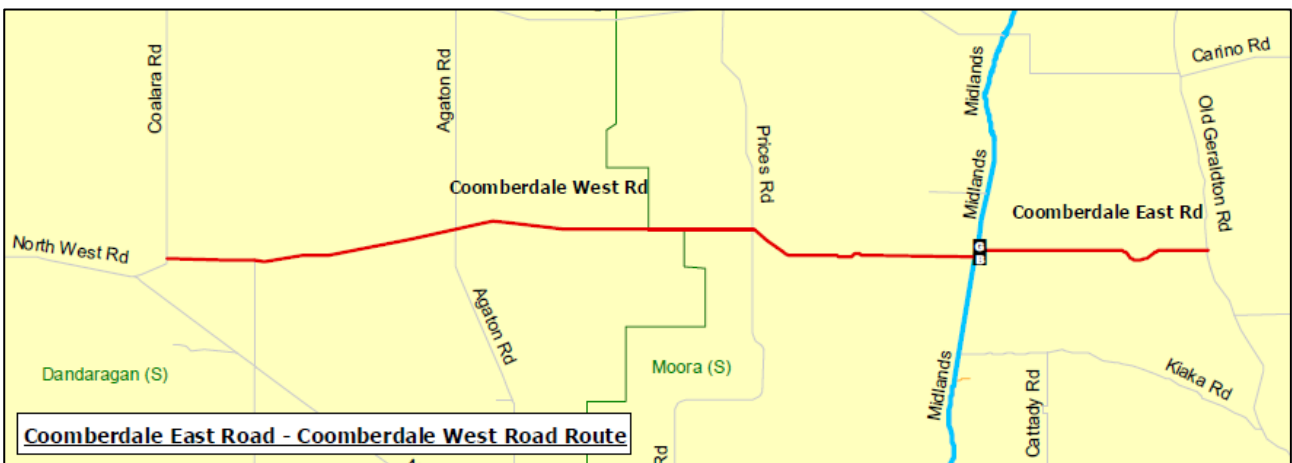 Coalara Rd
Agaton Rd
Midlands
Carino Rd
Old Geraldton Rd
Prices Rd
Midlands
Coomberdale West Rd
Coomberdale East Rd
North West Rd
Agaton Rd
Dandaragan (S)
Moora (S)
Midlands
Cattady Rd
Kiaka Rd
Coomberdale East Road - Coomberdale West Road Route
Rd